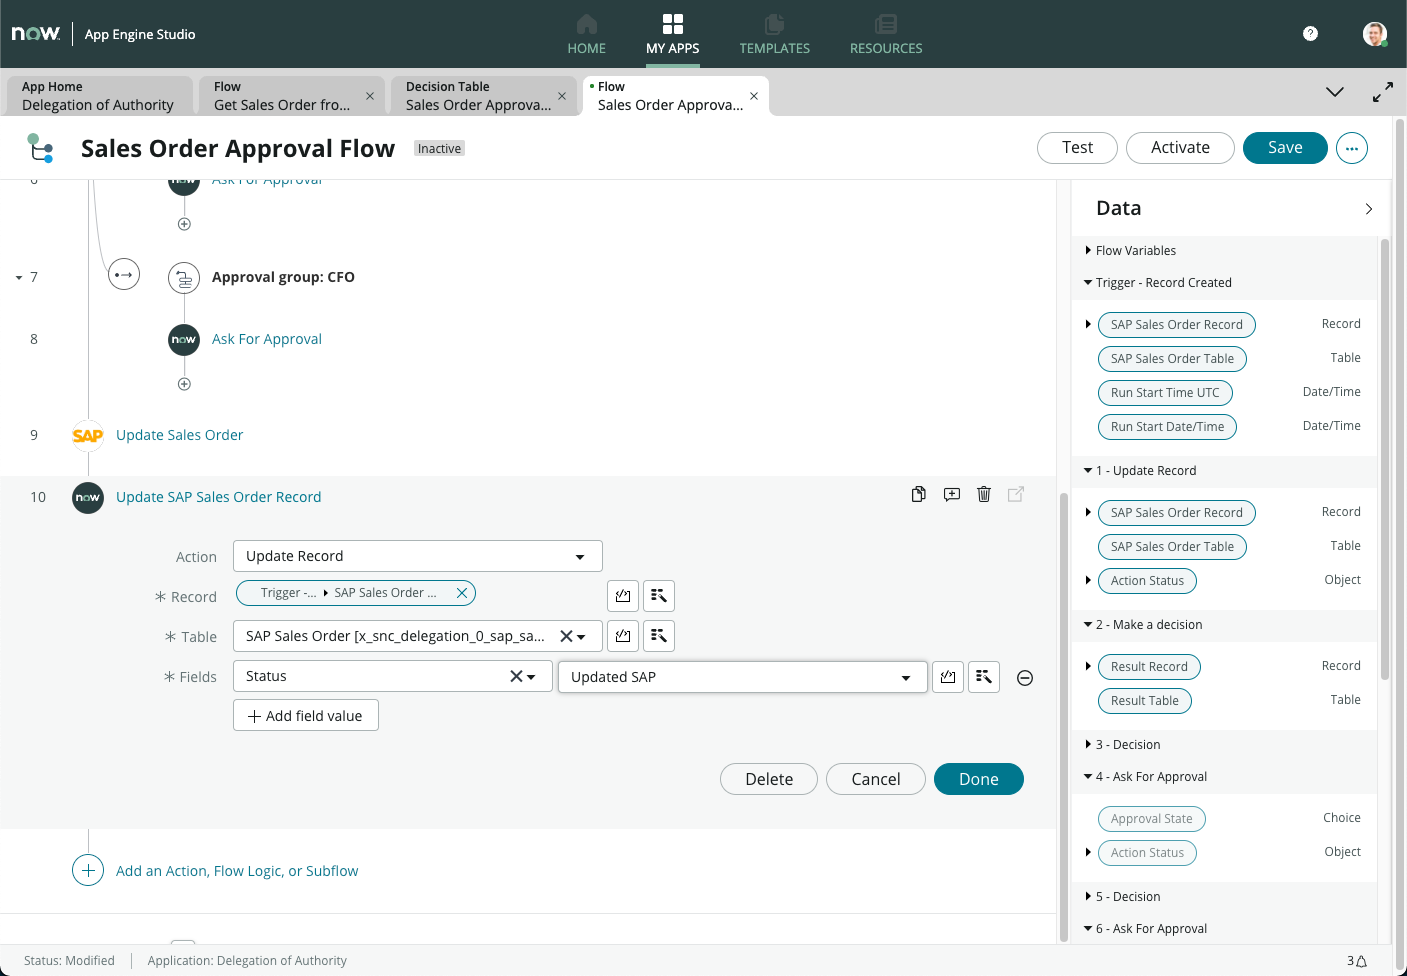 now. App Engine Studio
HOME
MY APPS
TEMPLATES
RESOURCES
?
App Home
Delegation of Authority
Flow
Get Sales Order fro...
Decision Table
Sales Order Approva...
Flow
Sales Order Approva...
Sales Order Approval Flow
Inactive
Test
Activate
Save
6 now Ask For Approval
7 Approval group: CFO
8 now Ask For Approval
9 SAP Update Sales Order
10 now Update SAP Sales Order Record
Action Update Record
Record Trigger -... SAP Sales Order ...
Table SAP Sales Order [x_snc_delegation_0_sap_sa...
Fields Status Updated SAP
Add field value
Delete
Cancel
Done
Add an Action, Flow Logic, or Subflow
Data
Flow Variables
Trigger - Record Created
SAP Sales Order Record Record
SAP Sales Order Table Table
Run Start Time UTC Date/Time
Run Start Date/Time Date/Time
1 - Update Record
SAP Sales Order Record Record
SAP Sales Order Table Table
Action Status Object
2 - Make a decision
Result Record Record
Result Table Table
3 - Decision
4 - Ask For Approval
Approval State Choice
Action Status Object
5 - Decision
6 - Ask For Approval
Status: Modified
Application: Delegation of Authority
3